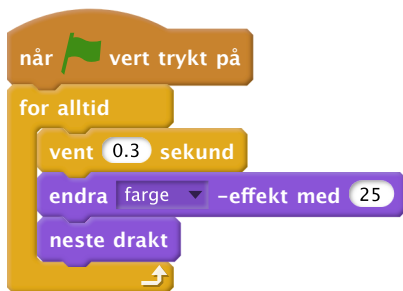 når vert trykt på
for alltid
vent 0.3 sekund
endra farge -effekt med 25
neste drakt